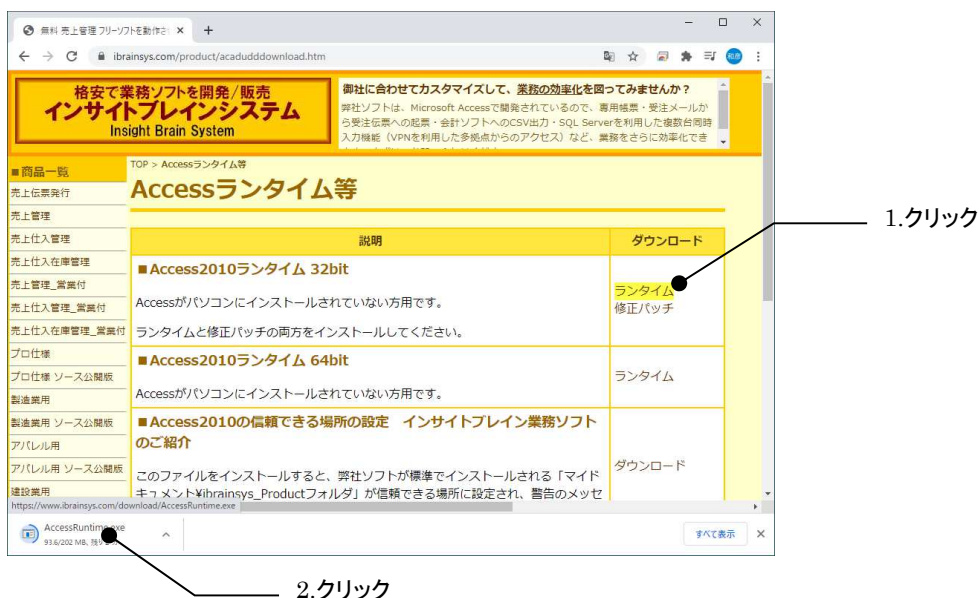 無料 売上管理 フリーソフトを動作さ
ibrainsys.com/product/acadudddownload.htm
格安で業務ソフトを開発/販売
インサイトブレインシステム
Insight Brain System
御社に合わせてカスタマイズして、業務の効率化を図ってみませんか？
弊社ソフトは、Microsoft Accessで開発されているので、専用帳票・受注メールか
ら受注伝票への起票・会計ソフトへのCSV出力・SQL Serverを利用した複数台同時
入力機能（VPNを利用した多拠点からのアクセス）など、業務をさらに効率化でき
■商品一覧
売上伝票発行
売上管理
売上仕入管理
売上仕入在庫管理
売上管理_営業付
売上仕入管理_営業付
売上仕入在庫管理_営業付
プロ仕様
プロ仕様 ソース公開版
製造業用
製造業用 ソース公開版
アパレル用
アパレル用 ソース公開版
建設業用
TOP > Accessランタイム等
Accessランタイム等
説明
ダウンロード
■Access2010ランタイム 32bit
Accessがパソコンにインストールされていない方用です。
ランタイムと修正パッチの両方をインストールしてください。
ランタイム
修正パッチ
■Access2010ランタイム 64bit
Accessがパソコンにインストールされていない方用です。
ランタイム
■Access2010の信頼できる場所の設定　インサイトブレイン業務ソフト
のご紹介
このファイルをインストールすると、弊社ソフトが標準でインストールされる「マイド
キュメント¥ibrainsys_Productフォルダ」が信頼できる場所に設定され、警告のメッセ
ダウンロード
https://www.ibrainsys.com/download/AccessRuntime.exe
AccessRuntime.exe
93.6/202 MB、残り
すべて表示
1.クリック
2.クリック